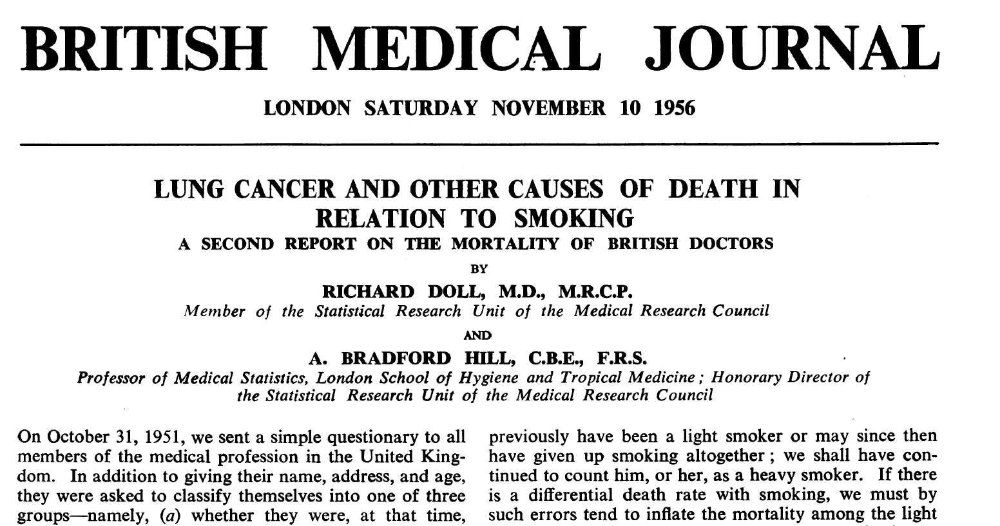 BRITISH MEDICAL JOURNAL
LONDON SATURDAY NOVEMBER 10 1956
LUNG CANCER AND OTHER CAUSES OF DEATH IN
RELATION TO SMOKING
A SECOND REPORT ON THE MORTALITY OF BRITISH DOCTORS
BY
RICHARD DOLL, M.D., M.R.C.P.
Member of the Statistical Research Unit of the Medical Research Council
AND
A. BRADFORD HILL, C.B.E., F.R.S.
Professor of Medical Statistics, London School of Hygiene and Tropical Medicine ; Honorary Director of
the Statistical Research Unit of the Medical Research Council
On October 31, 1951, we sent a simple questionary to all
members of the medical profession in the United King-
dom. In addition to giving their name, address, and age,
they were asked to classify themselves into one of three
groups—namely, (a) whether they were, at that time,
previously have been a light smoker or may since then
have given up smoking altogether ; we shall have con-
tinued to count him, or her, as a heavy smoker. If there
is a differential death rate with smoking, we must by
such errors tend to inflate the mortality among the light